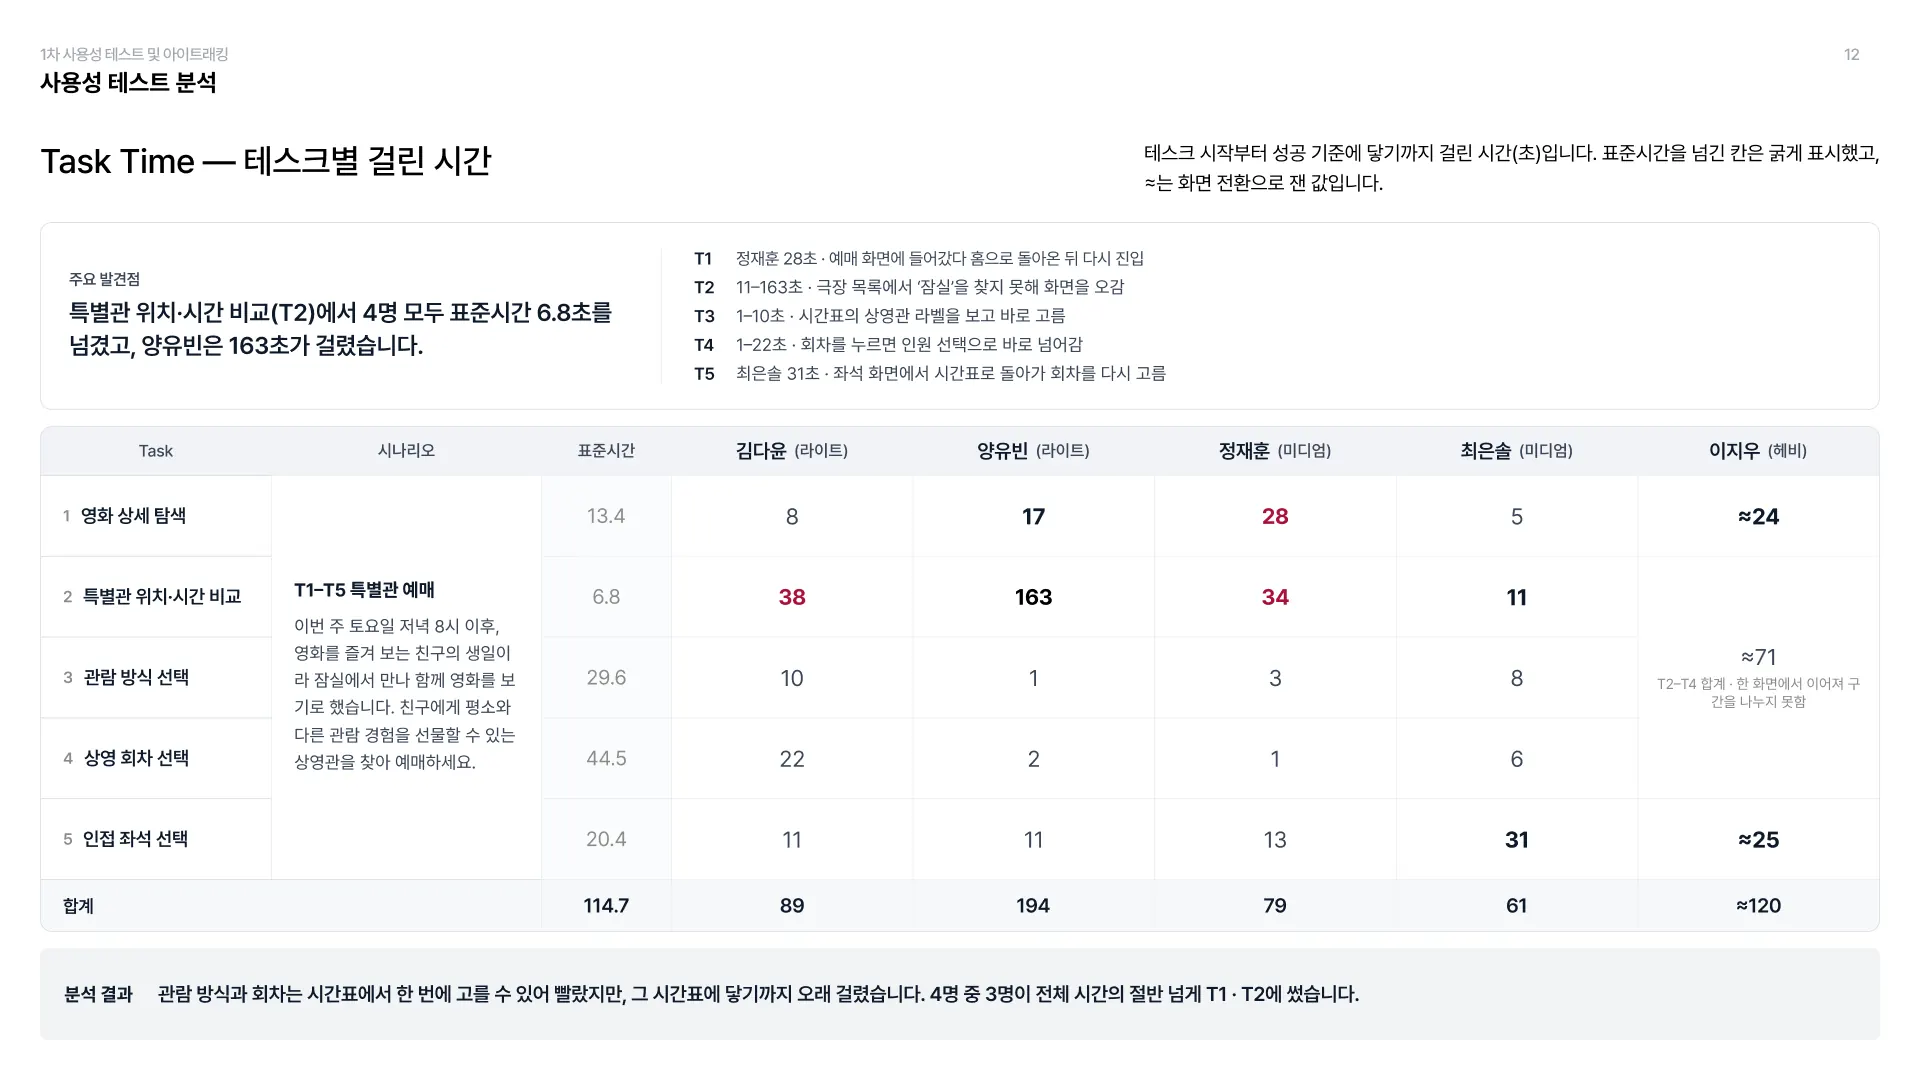 1차 사용성 테스트 및 아이트래킹
12
사용성 테스트 분석
Task Time — 테스크별 걸린 시간
테스크 시작부터 성공 기준에 닿기까지 걸린 시간(초)입니다. 표준시간을 넘긴 칸은 굵게 표시했고,
≈는 화면 전환으로 잰 값입니다.
주요 발견점
특별관 위치·시간 비교(T2)에서 4명 모두 표준시간 6.8초를
넘겼고, 양유빈은 163초가 걸렸습니다.
T1 정재훈 28초 · 예매 화면에 들어갔다 홈으로 돌아온 뒤 다시 진입
T2 11–163초 · 극장 목록에서 ‘잠실’을 찾지 못해 화면을 오감
T3 1–10초 · 시간표의 상영관 라벨을 보고 바로 고름
T4 1–22초 · 회차를 누르면 인원 선택으로 바로 넘어감
T5 최은솔 31초 · 좌석 화면에서 시간표로 돌아가 회차를 다시 고름
Task 시나리오 표준시간 김다윤 (라이트) 양유빈 (라이트) 정재훈 (미디엄) 최은솔 (미디엄) 이지우 (헤비)
1 영화 상세 탐색 13.4 8 17 28 5 ≈24
2 특별관 위치·시간 비교 6.8 38 163 34 11
3 관람 방식 선택 29.6 10 1 3 8
4 상영 회차 선택 44.5 22 2 1 6
5 인접 좌석 선택 20.4 11 11 13 31 ≈25
T1–T5 특별관 예매
이번 주 토요일 저녁 8시 이후,
영화를 즐겨 보는 친구의 생일이
라 잠실에서 만나 함께 영화를 보
기로 했습니다. 친구에게 평소와
다른 관람 경험을 선물할 수 있는
상영관을 찾아 예매하세요.
≈71
T2–T4 합계 · 한 화면에서 이어져 구
간을 나누지 못함
합계 114.7 89 194 79 61 ≈120
분석 결과 관람 방식과 회차는 시간표에서 한 번에 고를 수 있어 빨랐지만, 그 시간표에 닿기까지 오래 걸렸습니다. 4명 중 3명이 전체 시간의 절반 넘게 T1 · T2에 썼습니다.